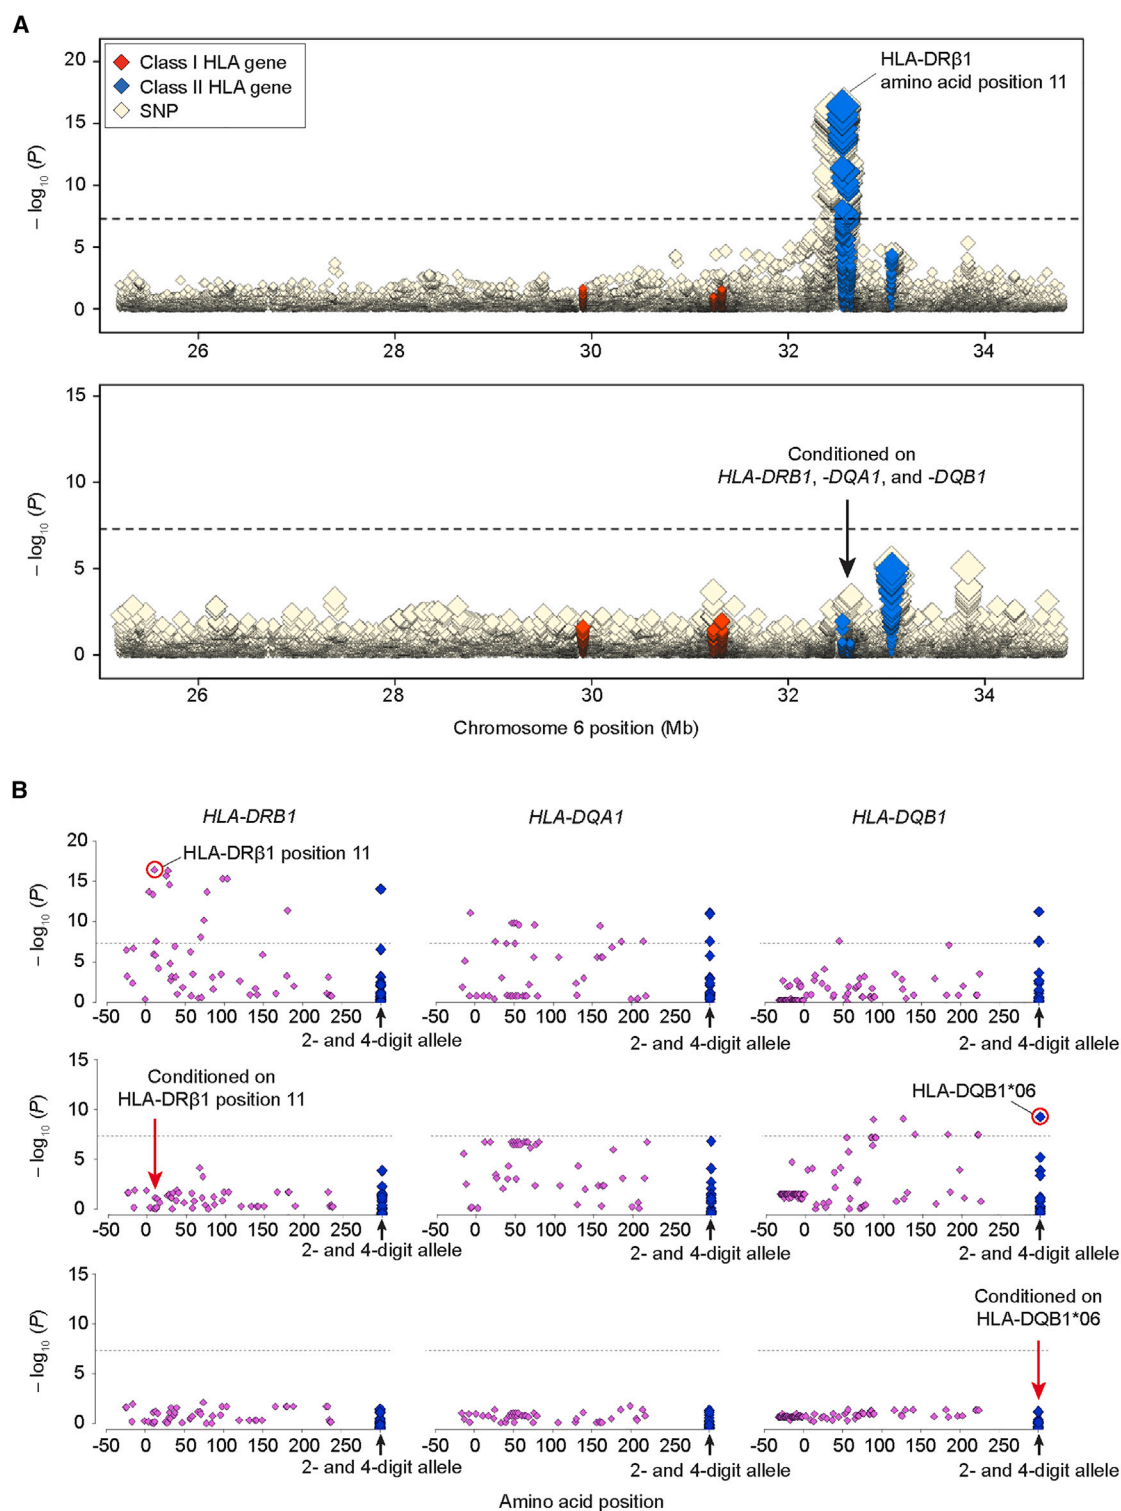 A
Class I HLA gene
Class II HLA gene
SNP
HLA-DRβ1
amino acid position 11
– log10 (P)
20
15
10
5
0
26 28 30 32 34
Conditioned on
HLA-DRB1, -DQA1, and -DQB1
– log10 (P)
15
10
5
0
26 28 30 32 34
Chromosome 6 position (Mb)
B
HLA-DRB1 HLA-DQA1 HLA-DQB1
HLA-DRβ1 position 11
– log10 (P)
20
15
10
5
0
-50 0 50 100 150 200 250 -50 0 50 100 150 200 250 -50 0 50 100 150 200 250
2- and 4-digit allele 2- and 4-digit allele 2- and 4-digit allele
Conditioned on
HLA-DRβ1 position 11
HLA-DQB1*06
– log10 (P)
15
10
5
0
-50 0 50 100 150 200 250 -50 0 50 100 150 200 250 -50 0 50 100 150 200 250
2- and 4-digit allele 2- and 4-digit allele 2- and 4-digit allele
Conditioned on
HLA-DQB1*06
– log10 (P)
15
10
5
0
-50 0 50 100 150 200 250 -50 0 50 100 150 200 250 -50 0 50 100 150 200 250
2- and 4-digit allele 2- and 4-digit allele 2- and 4-digit allele
Amino acid position